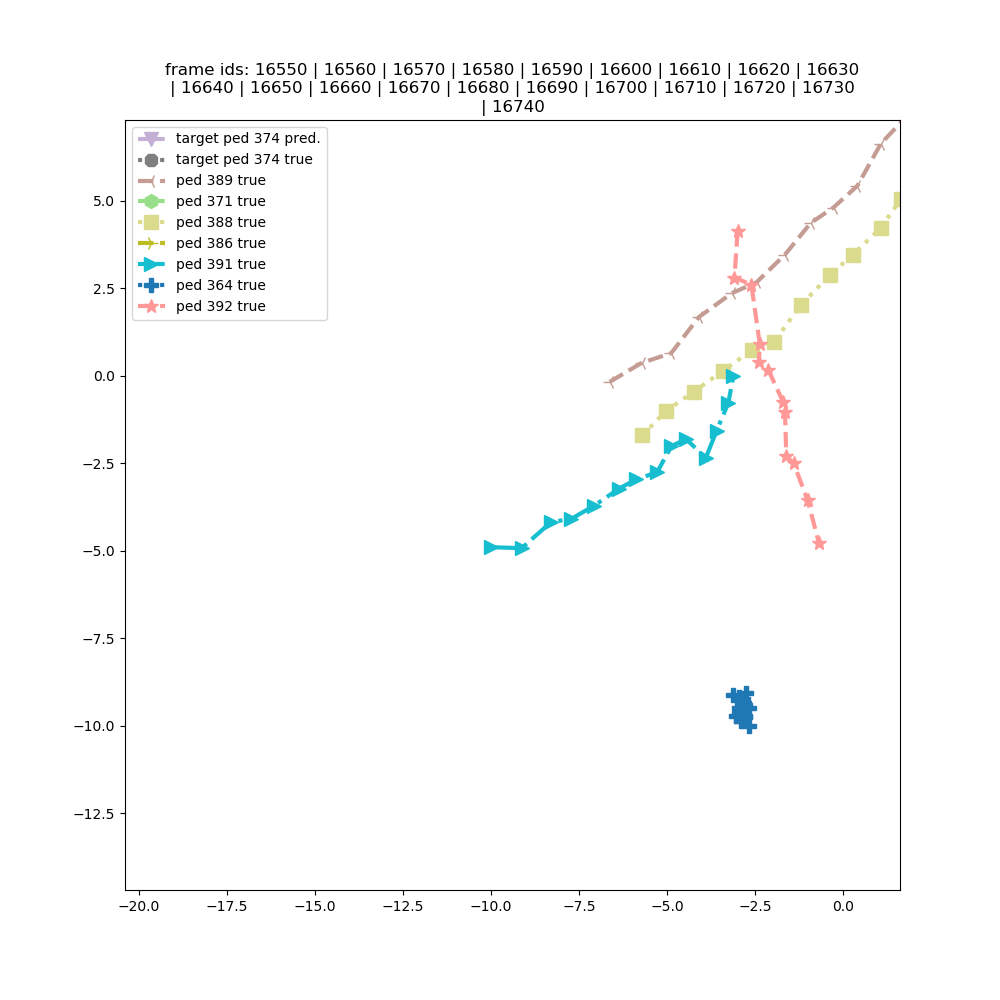 frame ids: 16550 | 16560 | 16570 | 16580 | 16590 | 16600 | 16610 | 16620 | 16630
| 16640 | 16650 | 16660 | 16670 | 16680 | 16690 | 16700 | 16710 | 16720 | 16730
| 16740
target ped 374 pred.
target ped 374 true
ped 389 true
ped 371 true
ped 388 true
ped 386 true
ped 391 true
ped 364 true
ped 392 true
5.0
2.5
0.0
−2.5
−5.0
−7.5
−10.0
−12.5
−20.0 −17.5 −15.0 −12.5 −10.0 −7.5 −5.0 −2.5 0.0